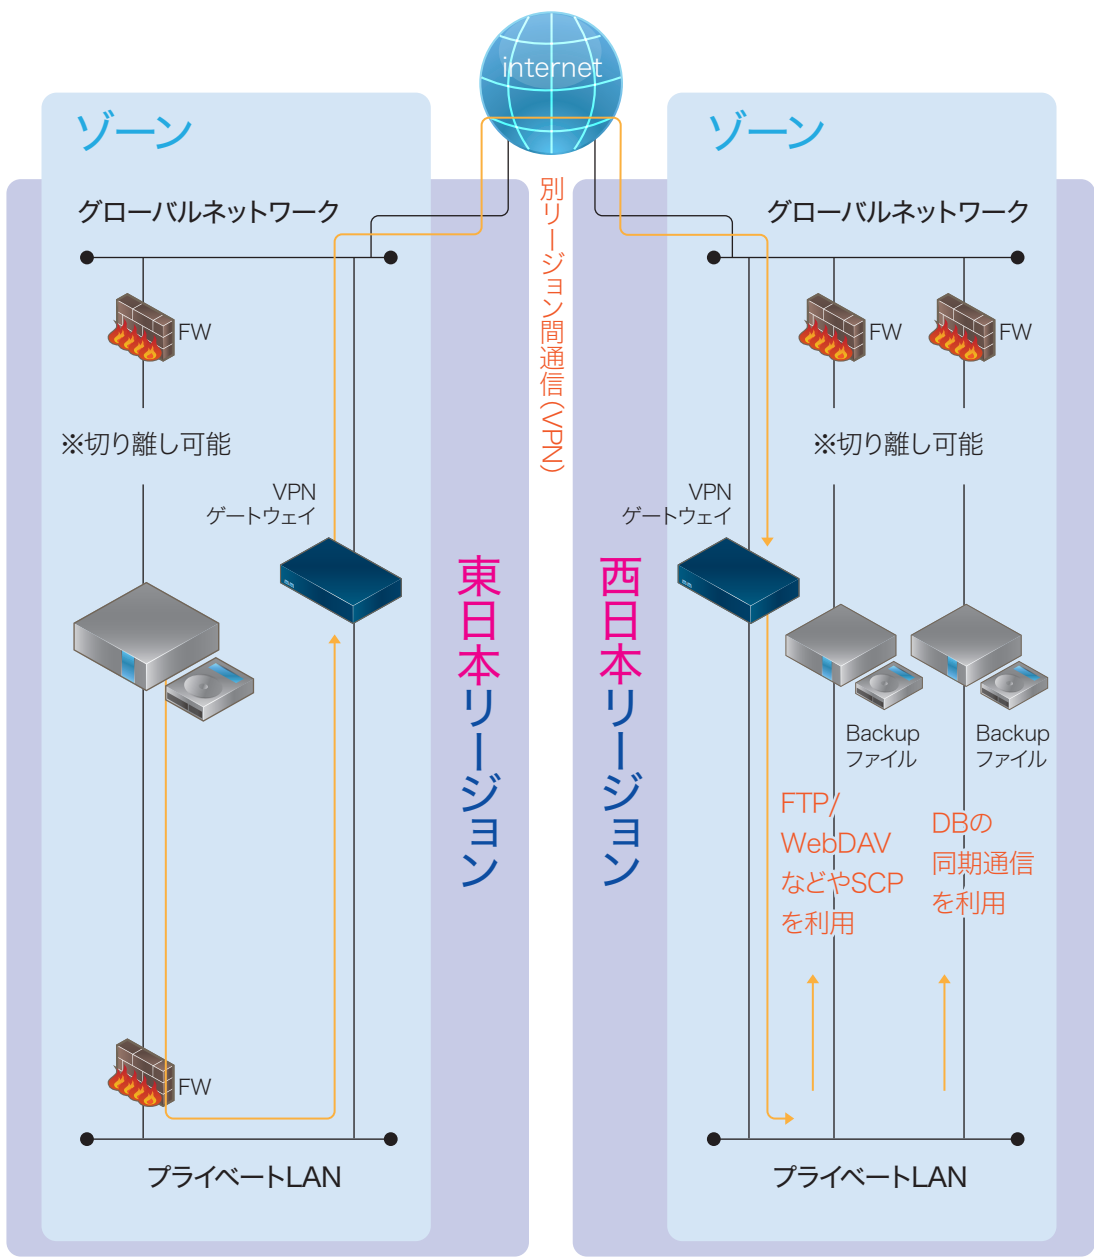 internet
ゾーン
グローバルネットワーク
FW
※切り離し可能
VPN
ゲートウェイ
FW
プライベートLAN
東日本リージョン
別リージョン間通信(VPN)
西日本リージョン
ゾーン
グローバルネットワーク
FW
FW
※切り離し可能
VPN
ゲートウェイ
Backup
ファイル
Backup
ファイル
FTP/
WebDAV
などやSCP
を利用
DBの
同期通信
を利用
プライベートLAN